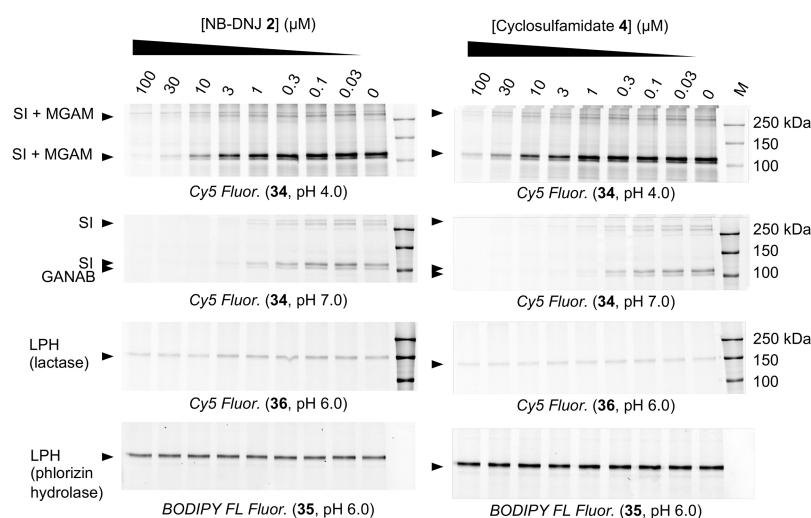 [NB-DNJ 2] (μM)
[Cyclosulfamidate 4] (μM)
100 30 10 3 1 0.3 0.1 0.03 0
100 30 10 3 1 0.3 0.1 0.03 0 M
SI + MGAM
SI + MGAM
250 kDa
150
100
Cy5 Fluor. (34, pH 4.0)
Cy5 Fluor. (34, pH 4.0)
SI
SI
GANAB
250 kDa
150
100
Cy5 Fluor. (34, pH 7.0)
Cy5 Fluor. (34, pH 7.0)
LPH
(lactase)
250 kDa
150
100
Cy5 Fluor. (36, pH 6.0)
Cy5 Fluor. (36, pH 6.0)
LPH
(phlorizin
hydrolase)
BODIPY FL Fluor. (35, pH 6.0)
BODIPY FL Fluor. (35, pH 6.0)